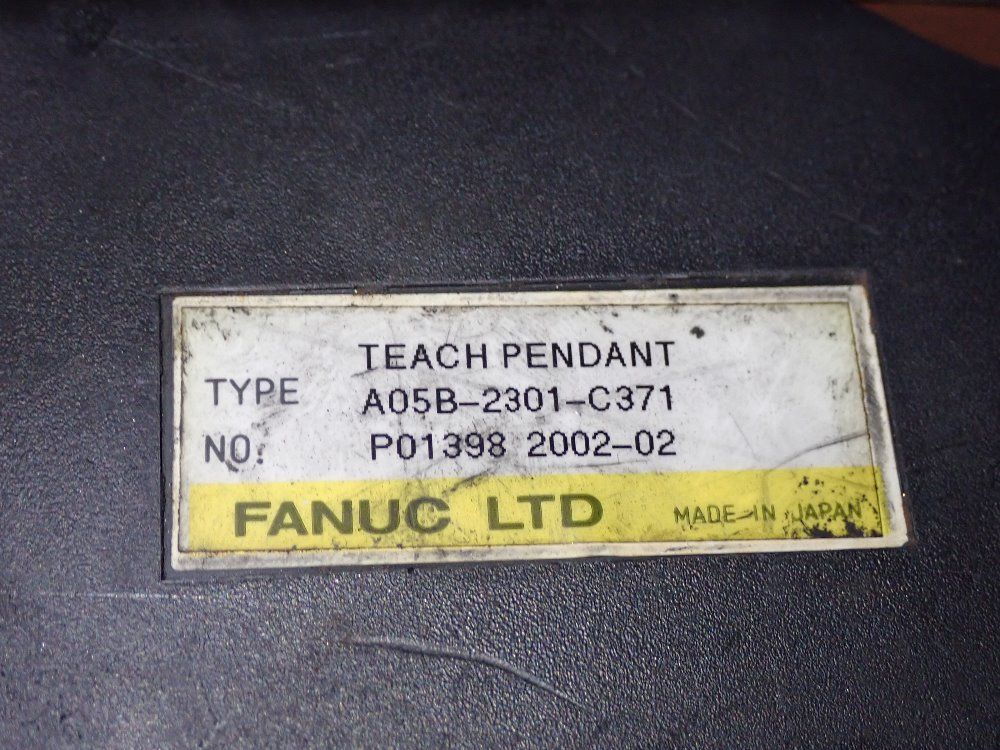 TEACH PENDANT
TYPE A05B-2301-C371
NO. P01398 2002-02
FANUC LTD MADE IN JAPAN